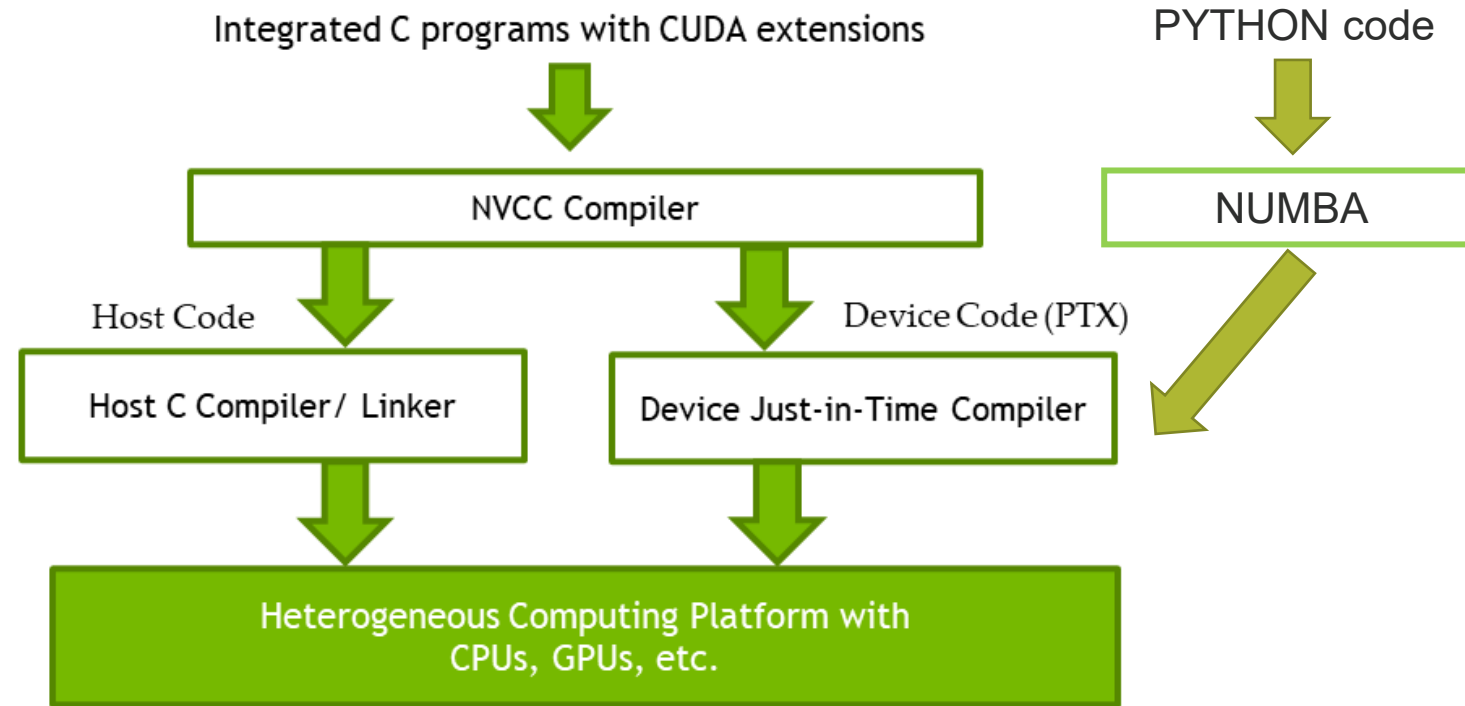 Integrated C programs with CUDA extensions
PYTHON code
NVCC Compiler
NUMBA
Host Code
Device Code (PTX)
Host C Compiler/ Linker
Device Just-in-Time Compiler
Heterogeneous Computing Platform with
CPUs, GPUs, etc.